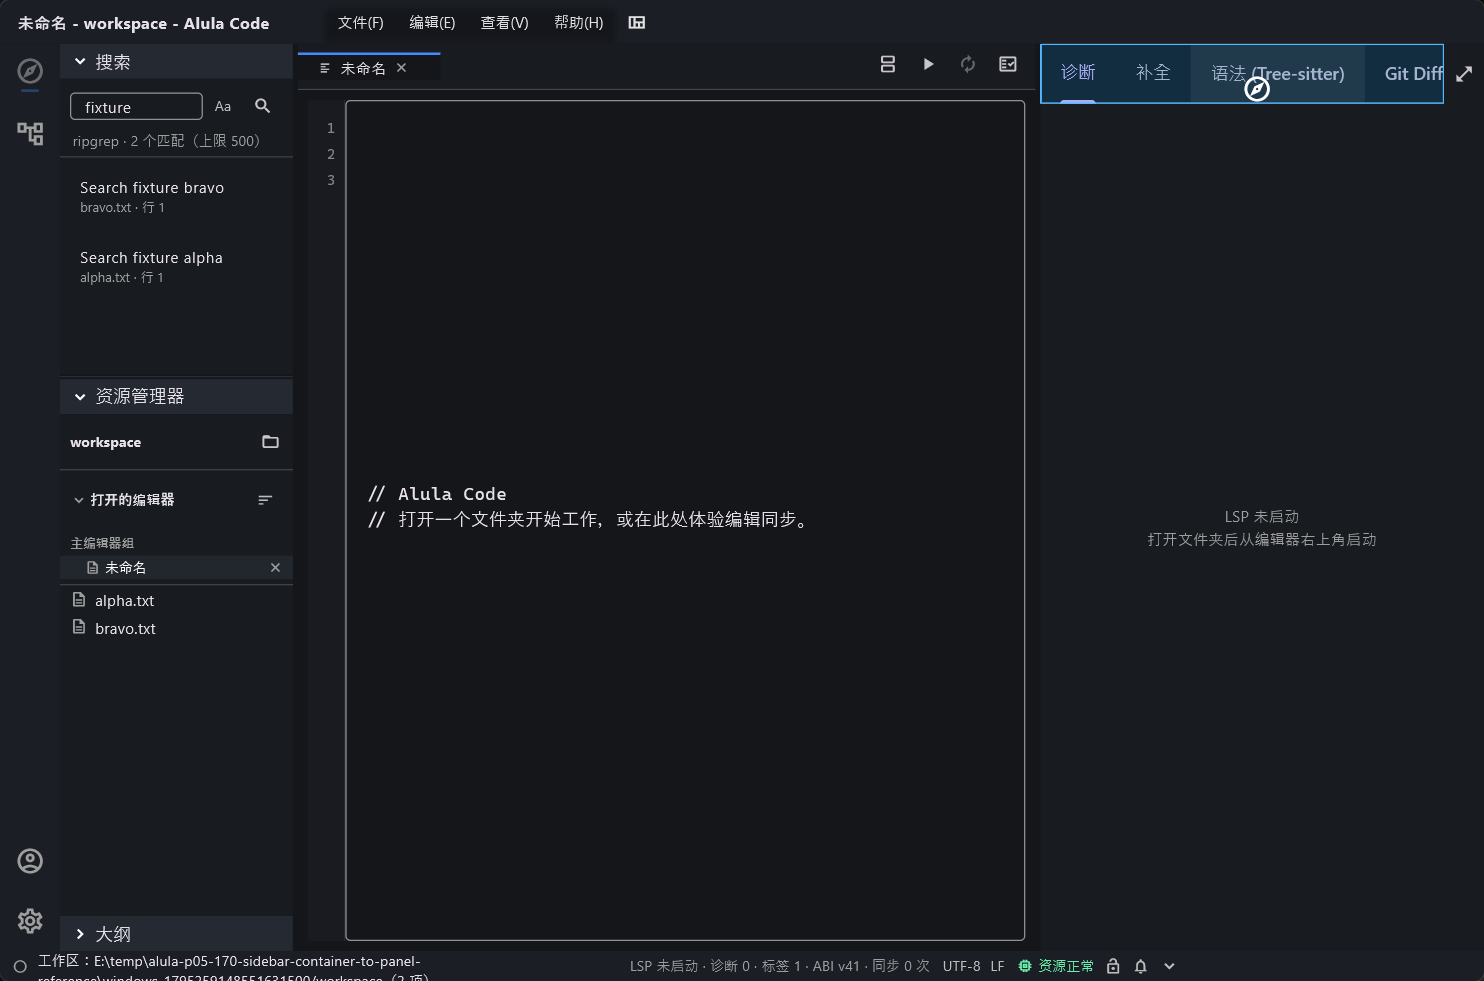 未命名 - workspace - Alula Code
文件(F) 编辑(E) 查看(V) 帮助(H)
搜索
fixture Aa
ripgrep · 2 个匹配（上限 500）
Search fixture bravo
bravo.txt · 行 1
Search fixture alpha
alpha.txt · 行 1
资源管理器
workspace
打开的编辑器
主编辑器组
未命名
alpha.txt
bravo.txt
大纲
未命名
1
2
3
// Alula Code
// 打开一个文件夹开始工作，或在此处体验编辑同步。
诊断 补全 语法 (Tree-sitter) Git Diff
LSP 未启动
打开文件夹后从编辑器右上角启动
工作区：E:\temp\alula-p05-170-sidebar-container-to-panel-
reference\windows-1795259148551631500/workspace（2 项）
LSP 未启动 · 诊断 0 · 标签 1 · ABI v41 · 同步 0 次 UTF-8 LF 资源正常